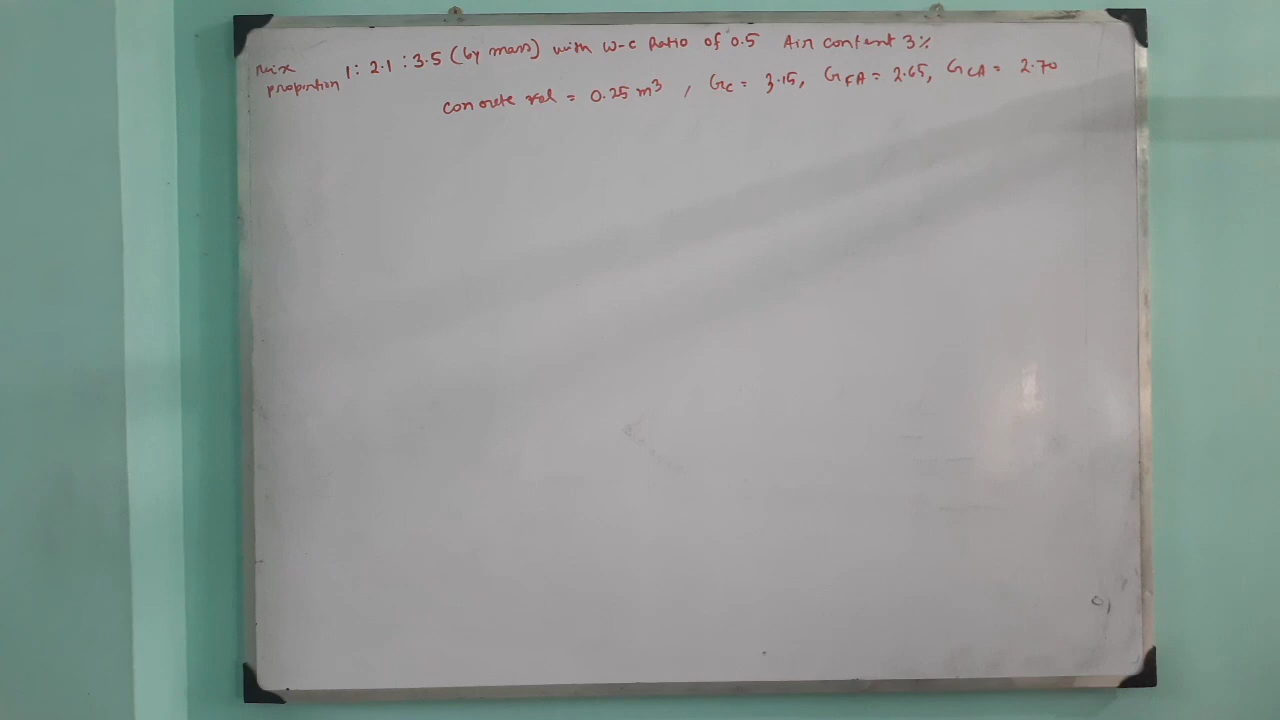 mix proportion 1 : 2.1 : 3.5 (by mass) with W-C Ratio of 0.5 Air content 3%
concrete vol = 0.25 m³ , Gc = 3.15, GFA = 2.65, GCA = 2.70